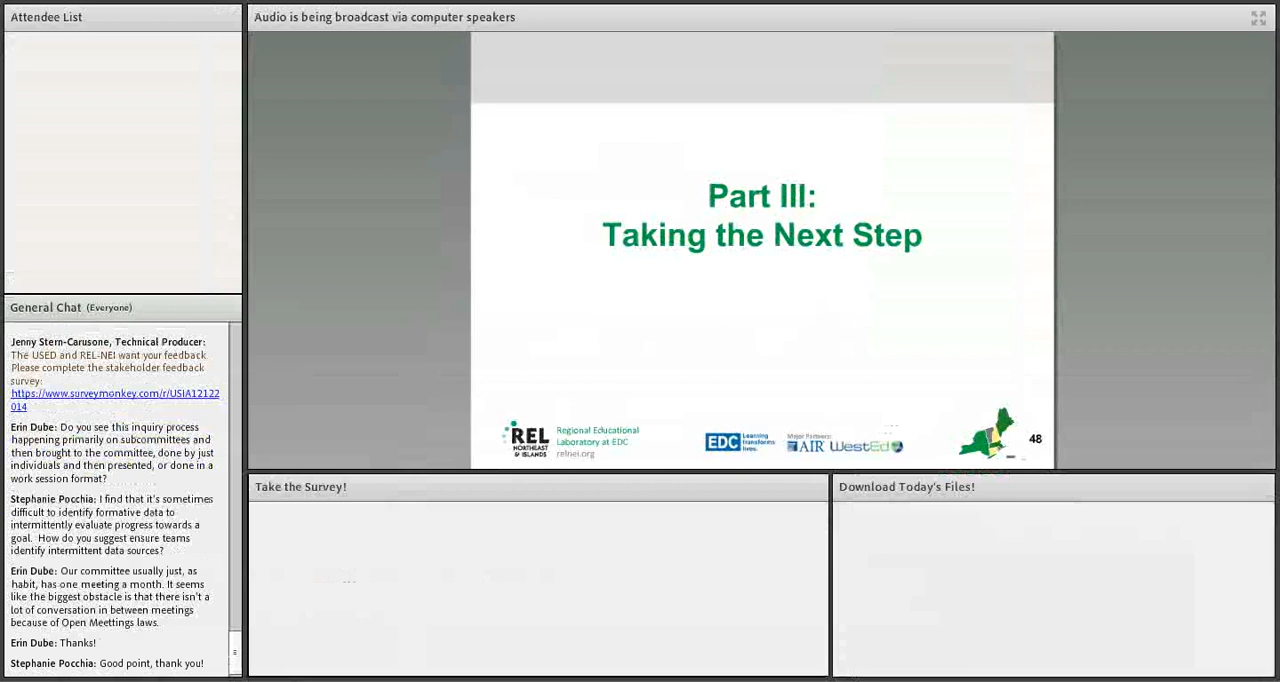 Attendee List
Audio is being broadcast via computer speakers
Part III:
Taking the Next Step
REL
NORTHEAST
& ISLANDS
Regional Educational
Laboratory at EDC
relnei.org
EDC
Learning
transforms
lives.
Major Partners:
AIR WestEd
48
General Chat (Everyone)
Jenny Stern-Carusone, Technical Producer:
The USED and REL-NEI want your feedback
Please complete the stakeholder feedback
survey:
https://www.surveymonkey.com/r/USIA12122
014
Erin Dube: Do you see this inquiry process
happening primarily on subcommittees and
then brought to the committee, done by just
individuals and then presented, or done in a
work session format?
Stephanie Pocchia: I find that it's sometimes
difficult to identify formative data to
intermittently evaluate progress towards a
goal. How do you suggest ensure teams
identify intermittent data sources?
Erin Dube: Our committee usually just, as
habit, has one meeting a month. It seems
like the biggest obstacle is that there isn't a
lot of conversation in between meetings
because of Open Meettings laws.
Erin Dube: Thanks!
Stephanie Pocchia: Good point, thank you!
Take the Survey!
Download Today's Files!